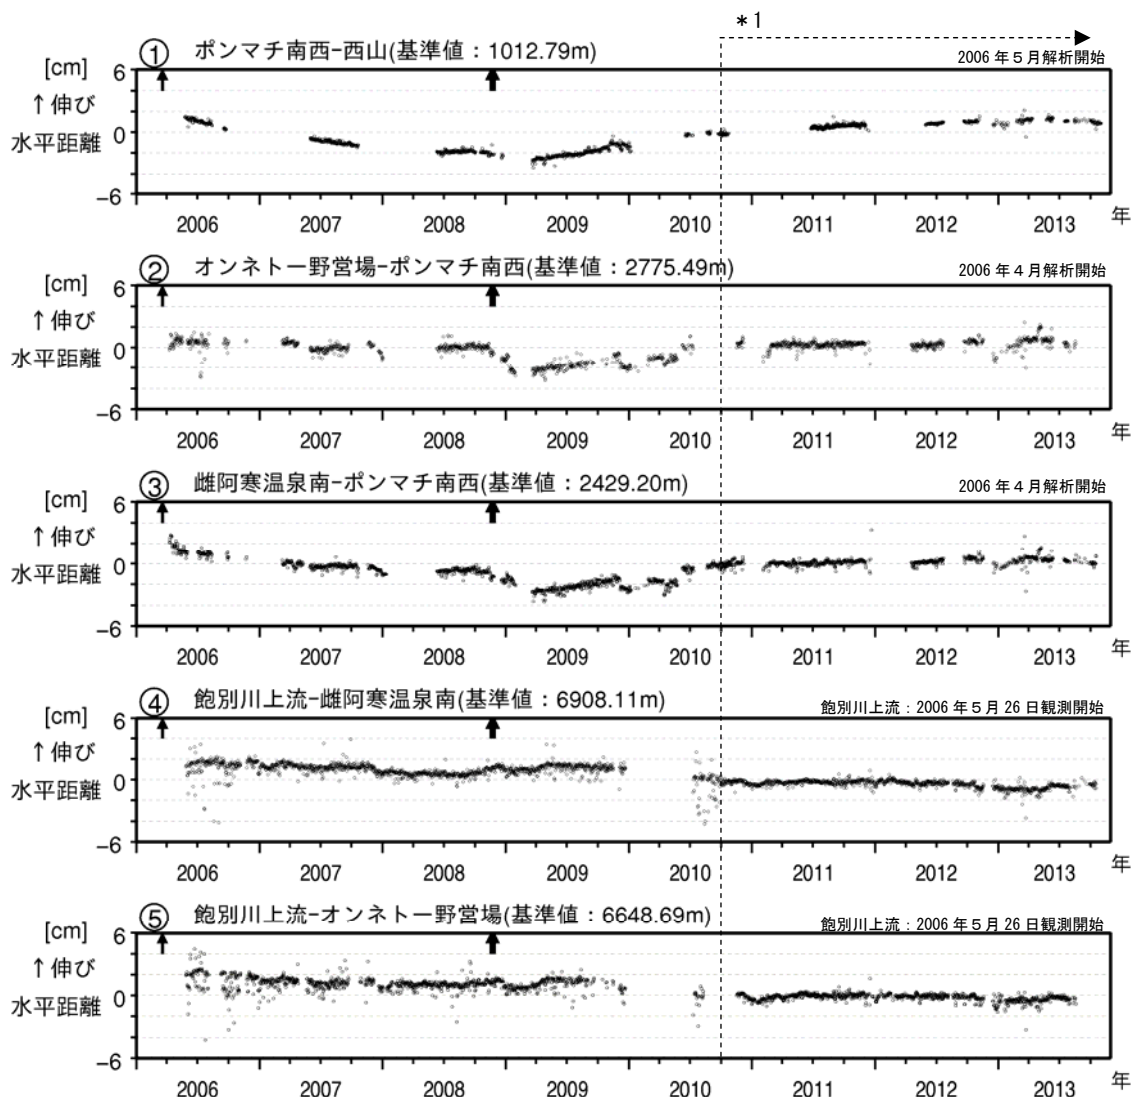 *1
① ポンマチ南西-西山(基準値：1012.79m)
2006年5月解析開始
[cm]
6
↑伸び
水平距離
0
-6
2006 2007 2008 2009 2010 2011 2012 2013 年
② オンネトー野営場-ポンマチ南西(基準値：2775.49m)
2006年4月解析開始
[cm]
6
↑伸び
水平距離
0
-6
2006 2007 2008 2009 2010 2011 2012 2013 年
③ 雌阿寒温泉南-ポンマチ南西(基準値：2429.20m)
2006年4月解析開始
[cm]
6
↑伸び
水平距離
0
-6
2006 2007 2008 2009 2010 2011 2012 2013 年
④ 飽別川上流-雌阿寒温泉南(基準値：6908.11m)
飽別川上流：2006年5月26日観測開始
[cm]
6
↑伸び
水平距離
0
-6
2006 2007 2008 2009 2010 2011 2012 2013 年
⑤ 飽別川上流-オンネトー野営場(基準値：6648.69m)
飽別川上流：2006年5月26日観測開始
[cm]
6
↑伸び
水平距離
0
-6
2006 2007 2008 2009 2010 2011 2012 2013 年